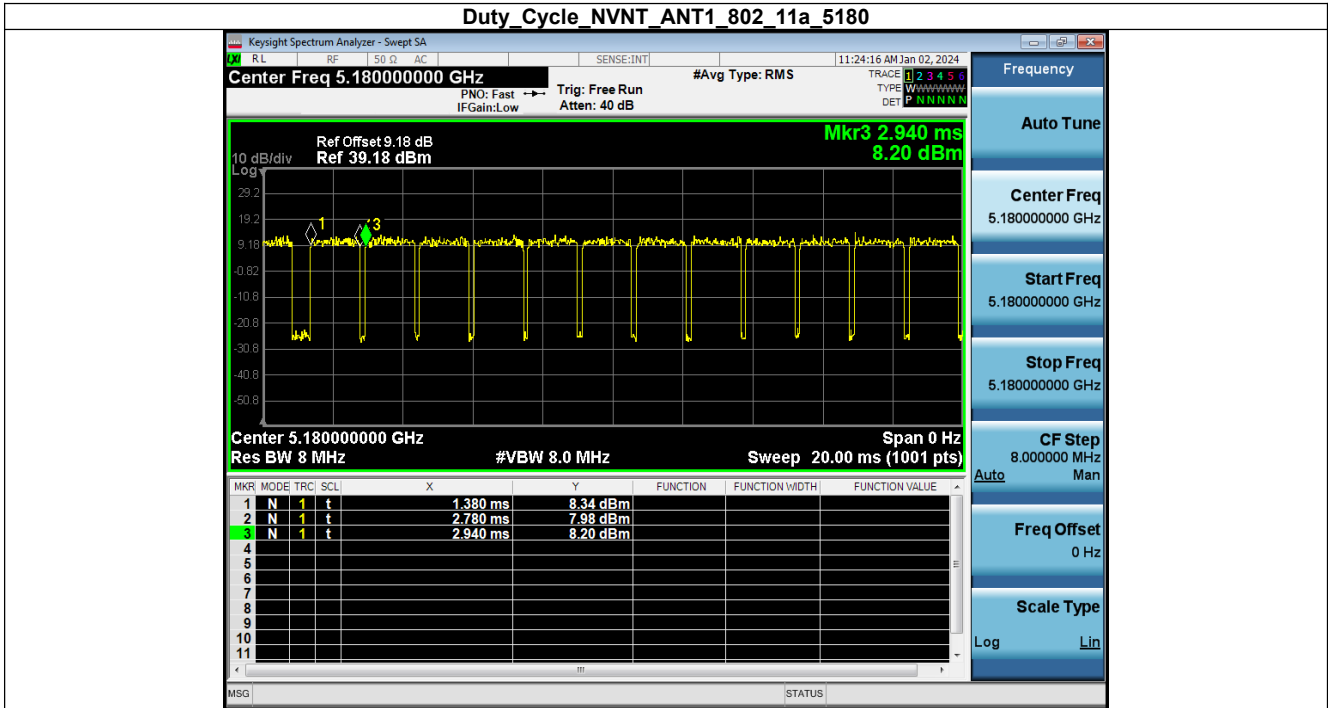 Duty_Cycle_NVNT_ANT1_802_11a_5180
Keysight Spectrum Analyzer - Swept SA
LXI RL RF 50 Ω AC SENSE:INT 11:24:16 AM Jan 02, 2024
Center Freq 5.180000000 GHz
#Avg Type: RMS
TRACE 1 2 3 4 5 6
PNO: Fast Trig: Free Run
TYPE WWWWWW
IFGain:Low Atten: 40 dB
DET P N N N N N
Mkr3 2.940 ms
8.20 dBm
Ref Offset 9.18 dB
10 dB/div Ref 39.18 dBm
Log
29.2
19.2
9.18
-0.82
-10.8
-20.8
-30.8
-40.8
-50.8
1
3
Center 5.180000000 GHz Span 0 Hz
Res BW 8 MHz #VBW 8.0 MHz Sweep 20.00 ms (1001 pts)
MKR MODE TRC SCL X Y FUNCTION FUNCTION WIDTH FUNCTION VALUE
1 N 1 t 1.380 ms 8.34 dBm
2 N 1 t 2.780 ms 7.98 dBm
3 N 1 t 2.940 ms 8.20 dBm
4
5
6
7
8
9
10
11
MSG STATUS
Frequency
Auto Tune
Center Freq
5.180000000 GHz
Start Freq
5.180000000 GHz
Stop Freq
5.180000000 GHz
CF Step
8.000000 MHz
Auto Man
Freq Offset
0 Hz
Scale Type
Log Lin